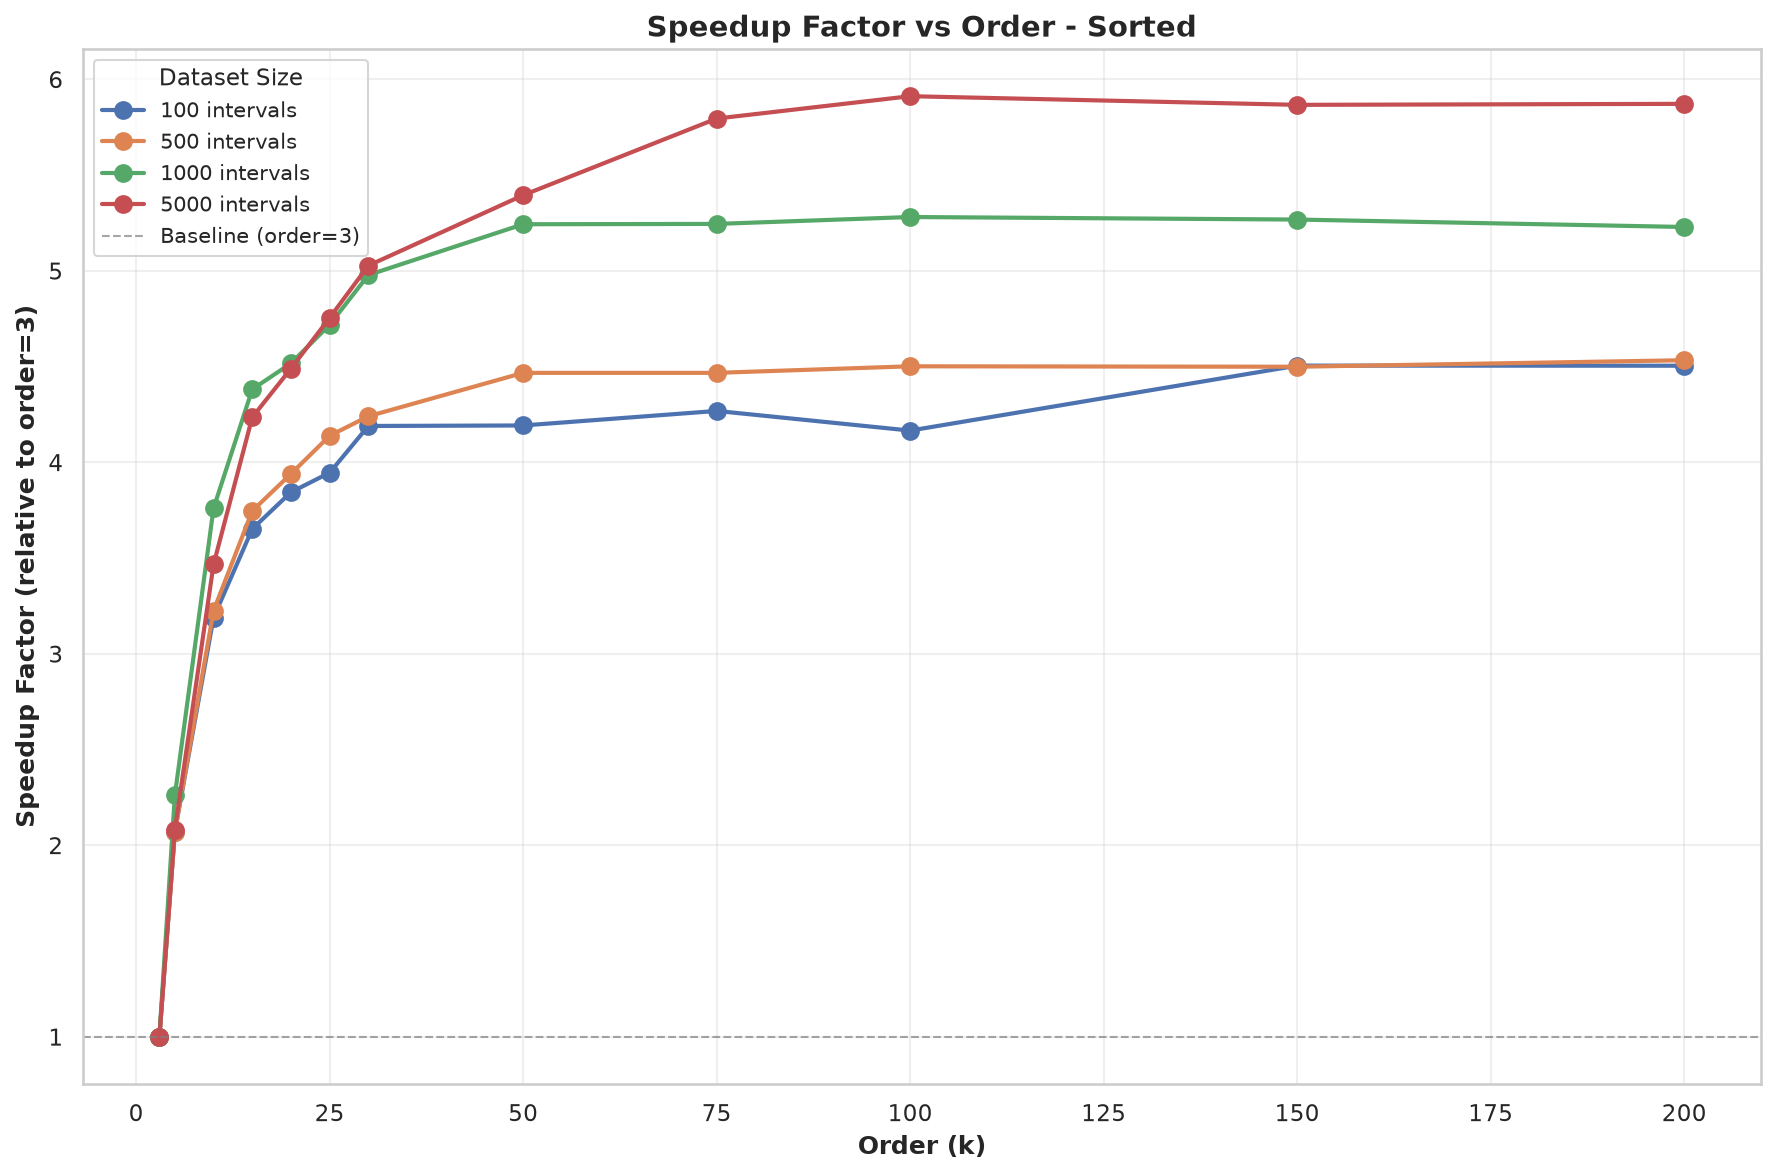 Speedup Factor vs Order - Sorted
Dataset Size
100 intervals
500 intervals
1000 intervals
5000 intervals
Baseline (order=3)
Speedup Factor (relative to order=3)
6
5
4
3
2
1
0 25 50 75 100 125 150 175 200
Order (k)